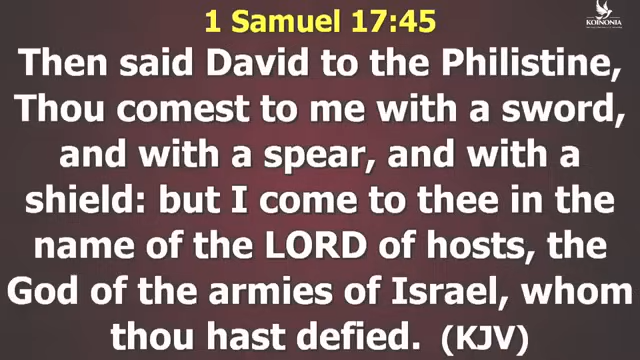 1 Samuel 17:45
KOINONIA
Then said David to the Philistine,
Thou comest to me with a sword,
and with a spear, and with a
shield: but I come to thee in the
name of the LORD of hosts, the
God of the armies of Israel, whom
thou hast defied. (KJV)